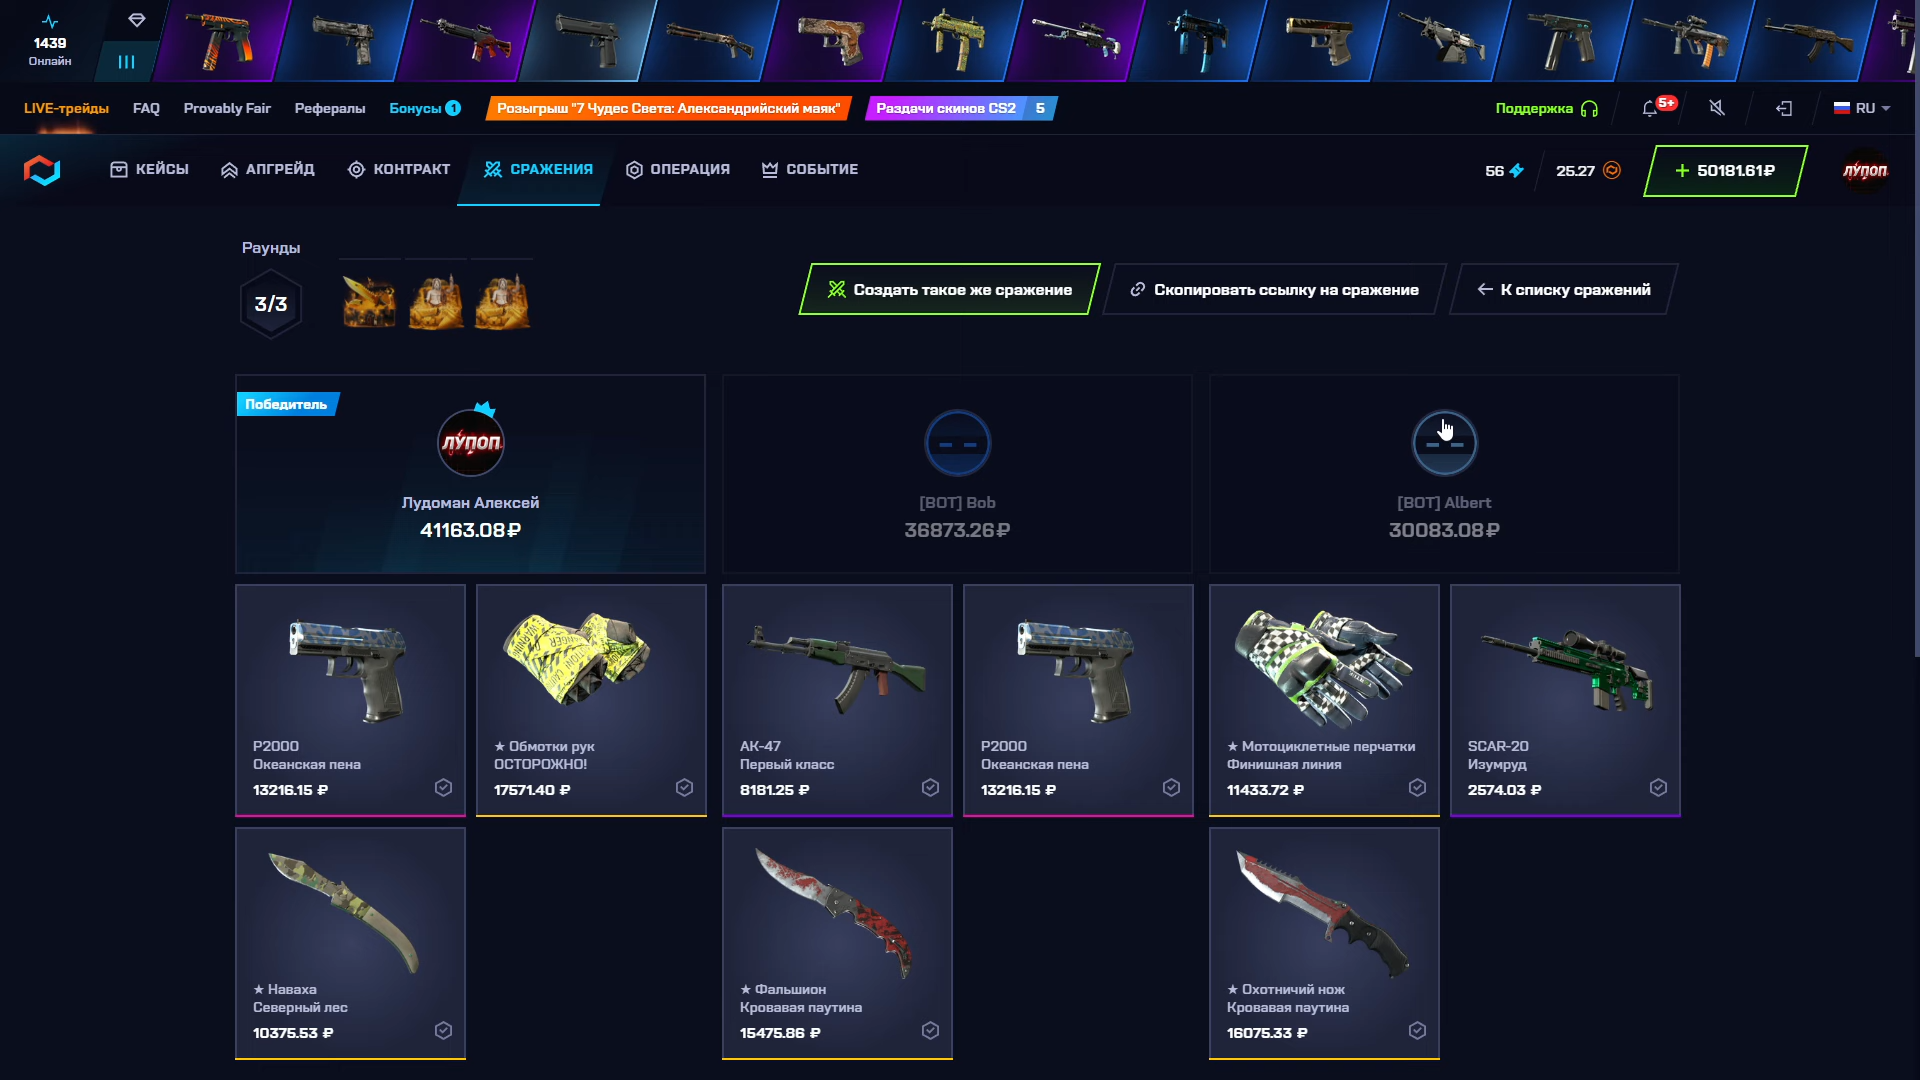 1439
Онлайн
LIVE-трейды
FAQ
Provably Fair
Рефералы
Бонусы 1
Розыгрыш "7 Чудес Света: Александрийский маяк"
Раздачи скинов CS2 5
Поддержка
5+
RU
КЕЙСЫ
АПГРЕЙД
КОНТРАКТ
СРАЖЕНИЯ
ОПЕРАЦИЯ
СОБЫТИЕ
56
25.27
+ 50181.61₽
ЛУПОП
Раунды
3/3
Создать такое же сражение
Скопировать ссылку на сражение
К списку сражений
Победитель
ЛУПОП
Лудоман Алексей
41163.08₽
[BOT] Bob
36873.26₽
[BOT] Albert
30083.08₽
P2000
Океанская пена
13216.15 ₽
★ Обмотки рук
ОСТОРОЖНО!
17571.40 ₽
АК-47
Первый класс
8181.25 ₽
P2000
Океанская пена
13216.15 ₽
★ Мотоциклетные перчатки
Финишная линия
11433.72 ₽
SCAR-20
Изумруд
2574.03 ₽
★ Наваха
Северный лес
10375.53 ₽
★ Фальшион
Кровавая паутина
15475.86 ₽
★ Охотничий нож
Кровавая паутина
16075.33 ₽